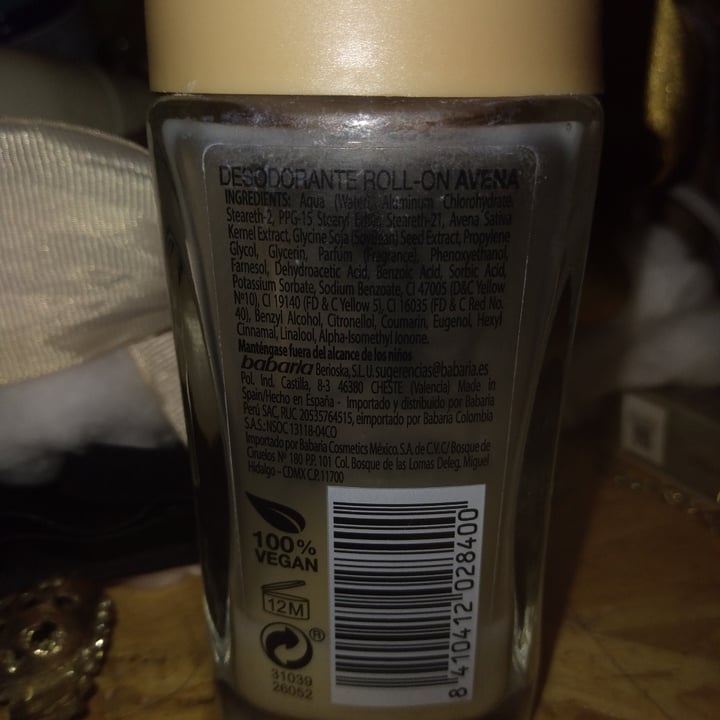 DESODORANTE ROLL-ON AVENA
INGREDIENTS: Aqua (Water), Aluminum Chlorohydrate,
Steareth-2, PPG-15 Stearyl Ether, Steareth-21, Avena Sativa
Kernel Extract, Glycine Soja (Soybean) Seed Extract, Propylene
Glycol, Glycerin, Parfum (Fragrance), Phenoxyethanol,
Farnesol, Dehydroacetic Acid, Benzoic Acid, Sorbic Acid,
Potassium Sorbate, Sodium Benzoate, CI 47005 (D&C Yellow
Nº10), CI 19140 (FD & C Yellow 5), CI 16035 (FD & C Red No.
40), Benzyl Alcohol, Citronellol, Coumarin, Eugenol, Hexyl
Cinnamal, Linalool, Alpha-Isomethyl Ionone.
Manténgase fuera del alcance de los niños
babaria Berioska, S.L.U. sugerencias@babaria.es
Pol. Ind. Castilla, 8-3 46380 CHESTE (Valencia) Made in
Spain/Hecho en España - Importado y distribuido por Babaria
Perú SAC, RUC 20535764515, eimportado por Babaria Colombia
S.A.S.: NSOC 13118-04CO
Importado por Babaria Cosmetics México. S.A. de C.V. C/ Bosque de
Ciruelos Nº 180 P.P. 101 Col. Bosque de las Lomas Deleg. Miguel
Hidalgo - CDMX C.P. 11700
100%
VEGAN
12M
®
31039
26052
8 410412 028400